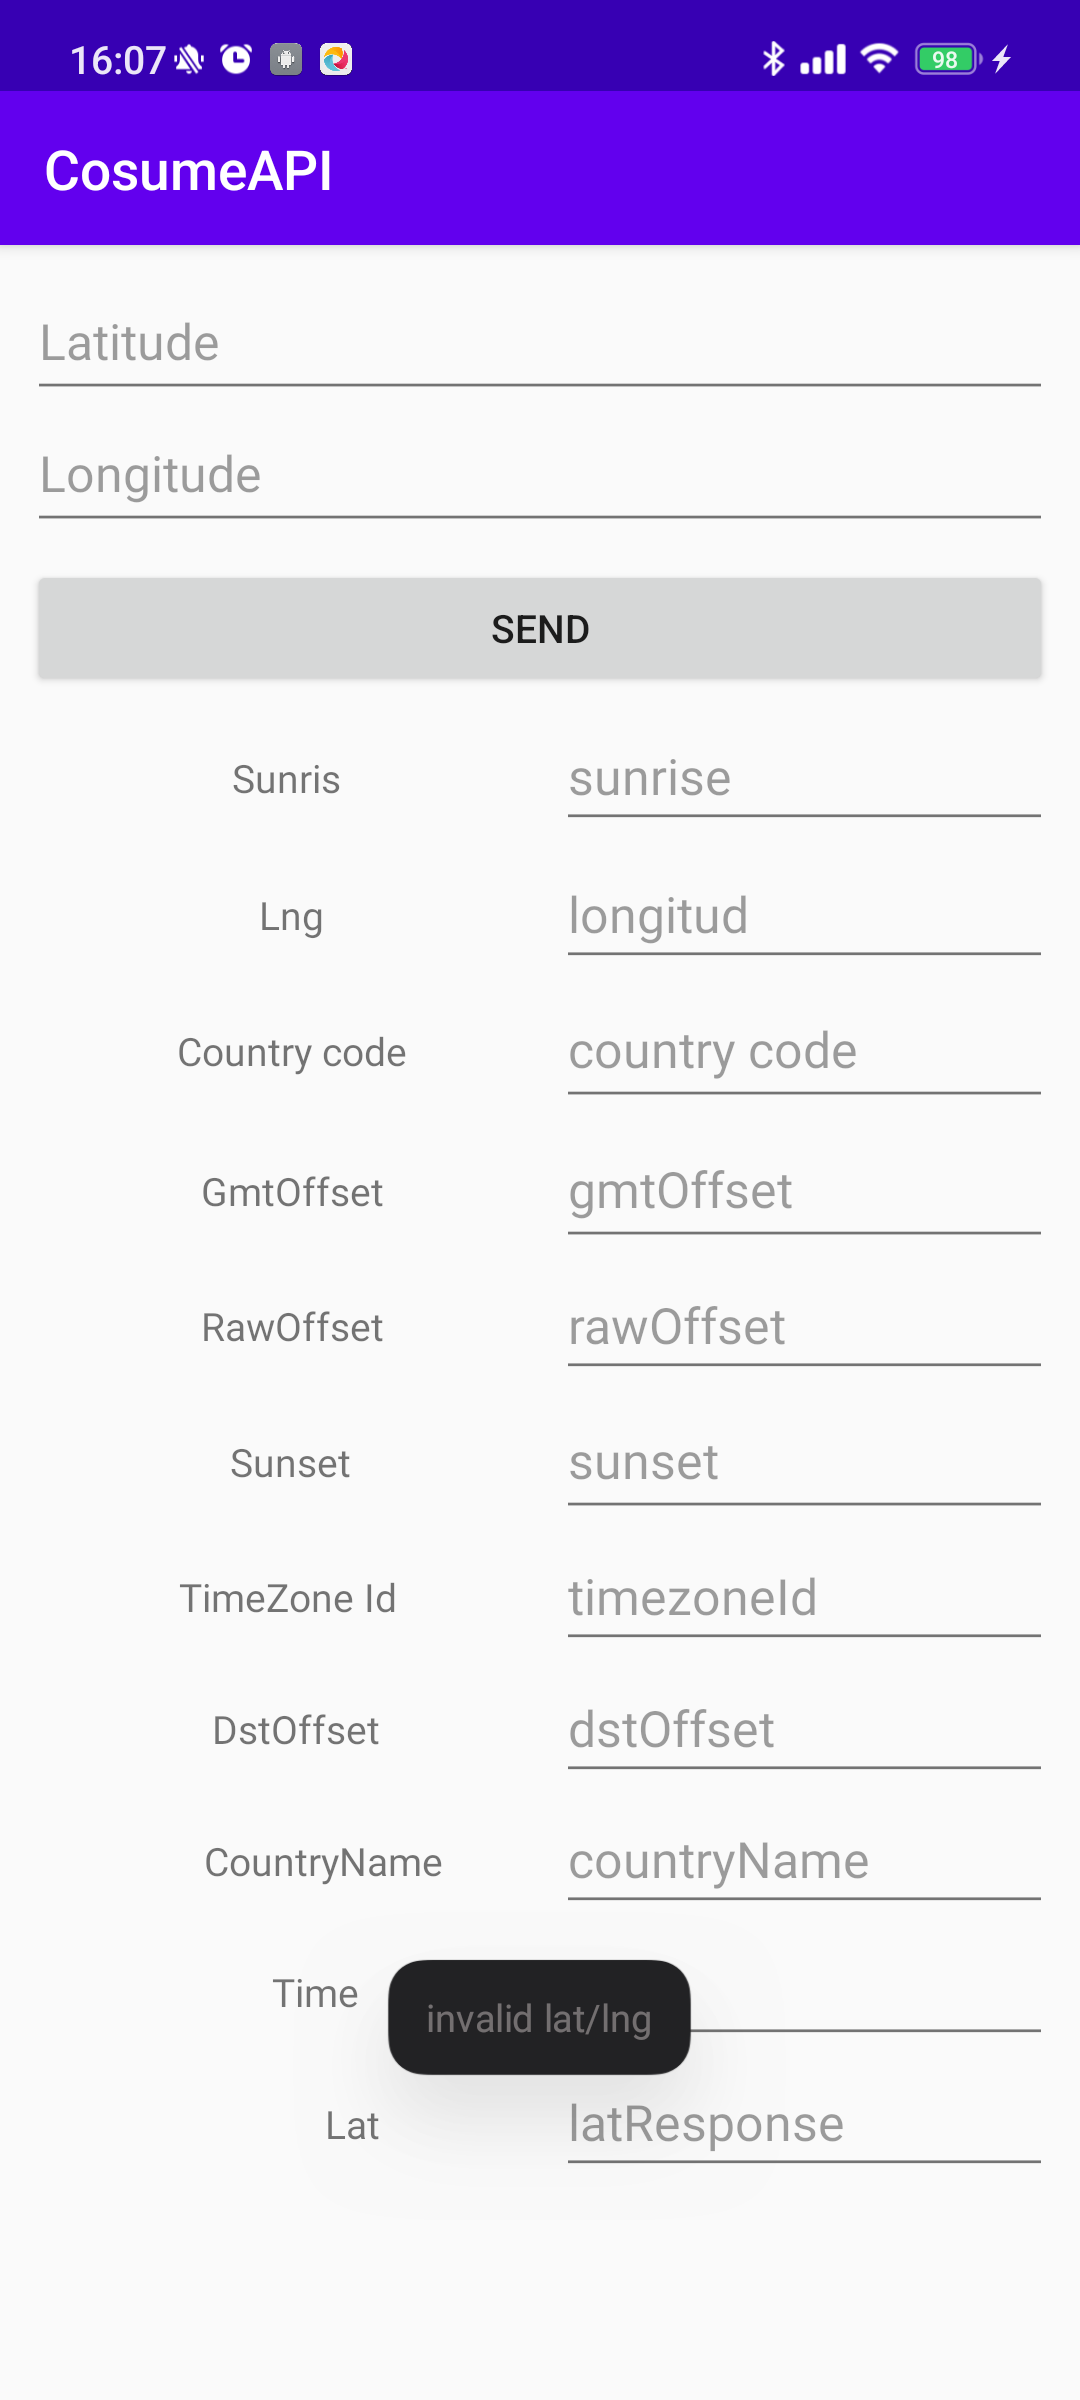 16:07 98
CosumeAPI
Latitude
Longitude
SEND
Sunris sunrise
Lng longitud
Country code country code
GmtOffset gmtOffset
RawOffset rawOffset
Sunset sunset
TimeZone Id timezoneId
DstOffset dstOffset
CountryName countryName
Time
invalid lat/lng
Lat latResponse